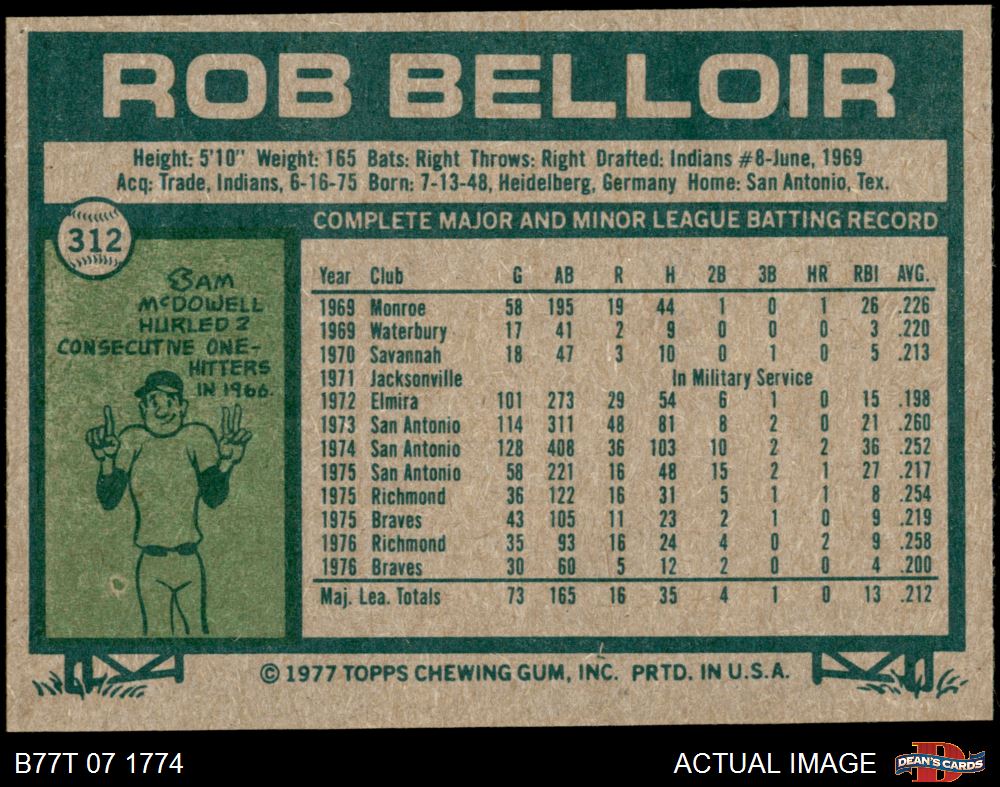 ROB BELLOIR
Height: 5'10" Weight: 165 Bats: Right Throws: Right Drafted: Indians #8-June, 1969
Acq: Trade, Indians, 6-16-75 Born: 7-13-48, Heidelberg, Germany Home: San Antonio, Tex.
312
COMPLETE MAJOR AND MINOR LEAGUE BATTING RECORD
SAM
McDOWELL
HURLED 2
CONSECUTIVE ONE-
HITTERS
IN 1966.
Year Club G AB R H 2B 3B HR RBI AVG.
1969 Monroe 58 195 19 44 1 0 1 26 .226
1969 Waterbury 17 41 2 9 0 0 0 3 .220
1970 Savannah 18 47 3 10 0 1 0 5 .213
1971 Jacksonville In Military Service
1972 Elmira 101 273 29 54 6 1 0 15 .198
1973 San Antonio 114 311 48 81 8 2 0 21 .260
1974 San Antonio 128 408 36 103 10 2 2 36 .252
1975 San Antonio 58 221 16 48 15 2 1 27 .217
1975 Richmond 36 122 16 31 5 1 1 8 .254
1975 Braves 43 105 11 23 2 1 0 9 .219
1976 Richmond 35 93 16 24 4 0 2 9 .258
1976 Braves 30 60 5 12 2 0 0 4 .200
Maj. Lea. Totals 73 165 16 35 4 1 0 13 .212
© 1977 TOPPS CHEWING GUM, INC. PRTD. IN U.S.A.
B77T 07 1774
ACTUAL IMAGE
DEAN'S CARDS